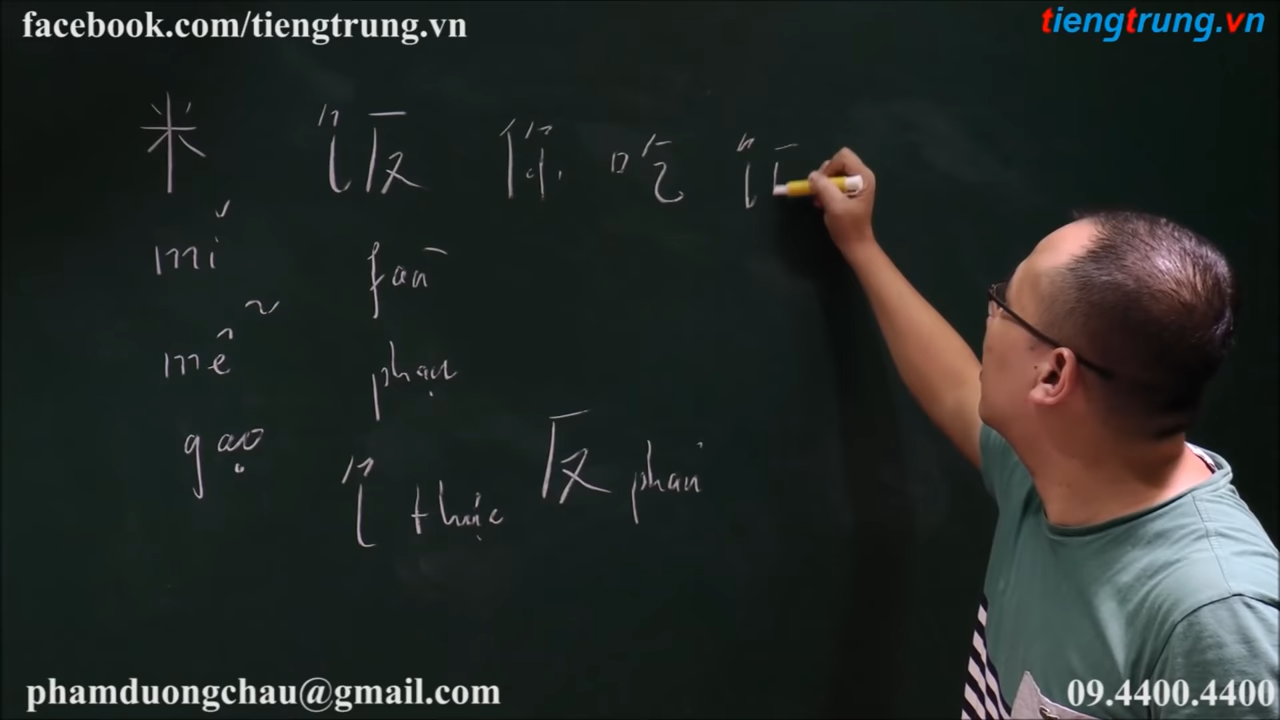 facebook.com/tiengtrung.vn
tiengtrung.vn
米 饭 你 吃 饣
mǐ fàn
mễ phạn
gạo
饣 thực 反 phản
phamduongchau@gmail.com
09.4400.4400